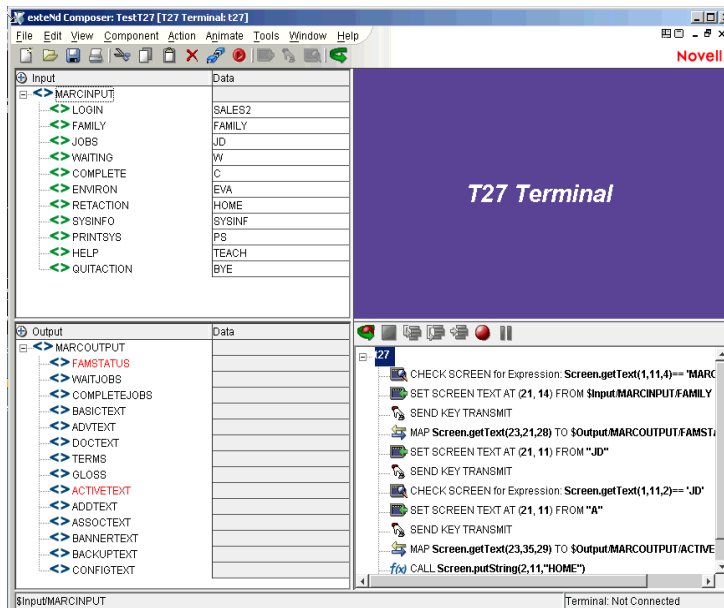 exteNd Composer: TestT27 [T27 Terminal: t27]
File Edit View Component Action Animate Tools Window Help
Novell
Input Data
MARCINPUT
LOGIN SALES2
FAMILY FAMILY
JOBS JD
WAITING W
COMPLETE C
ENVIRON EVA
RETACTION HOME
SYSINFO SYSINF
PRINTSYS PS
HELP TEACH
QUITACTION BYE
T27 Terminal
Output Data
MARCOUTPUT
FAMSTATUS
WAITJOBS
COMPLETEJOBS
BASICTEXT
ADVTEXT
DOCTEXT
TERMS
GLOSS
ACTIVETEXT
ADDTEXT
ASSOCTEXT
BANNERTEXT
BACKUPTEXT
CONFIGTEXT
t27
CHECK SCREEN for Expression: Screen.getText(1,11,4)== 'MARC
SET SCREEN TEXT AT (21, 14) FROM $Input/MARCINPUT/FAMILY
SEND KEY TRANSMIT
MAP Screen.getText(23,21,28) TO $Output/MARCOUTPUT/FAMST
SET SCREEN TEXT AT (21, 11) FROM "JD"
SEND KEY TRANSMIT
CHECK SCREEN for Expression: Screen.getText(1,11,2)== 'JD'
SET SCREEN TEXT AT (21, 11) FROM "A"
SEND KEY TRANSMIT
MAP Screen.getText(23,35,29) TO $Output/MARCOUTPUT/ACTIVE
f(x) CALL Screen.putString(2,11,"HOME")
$Input/MARCINPUT
Terminal: Not Connected